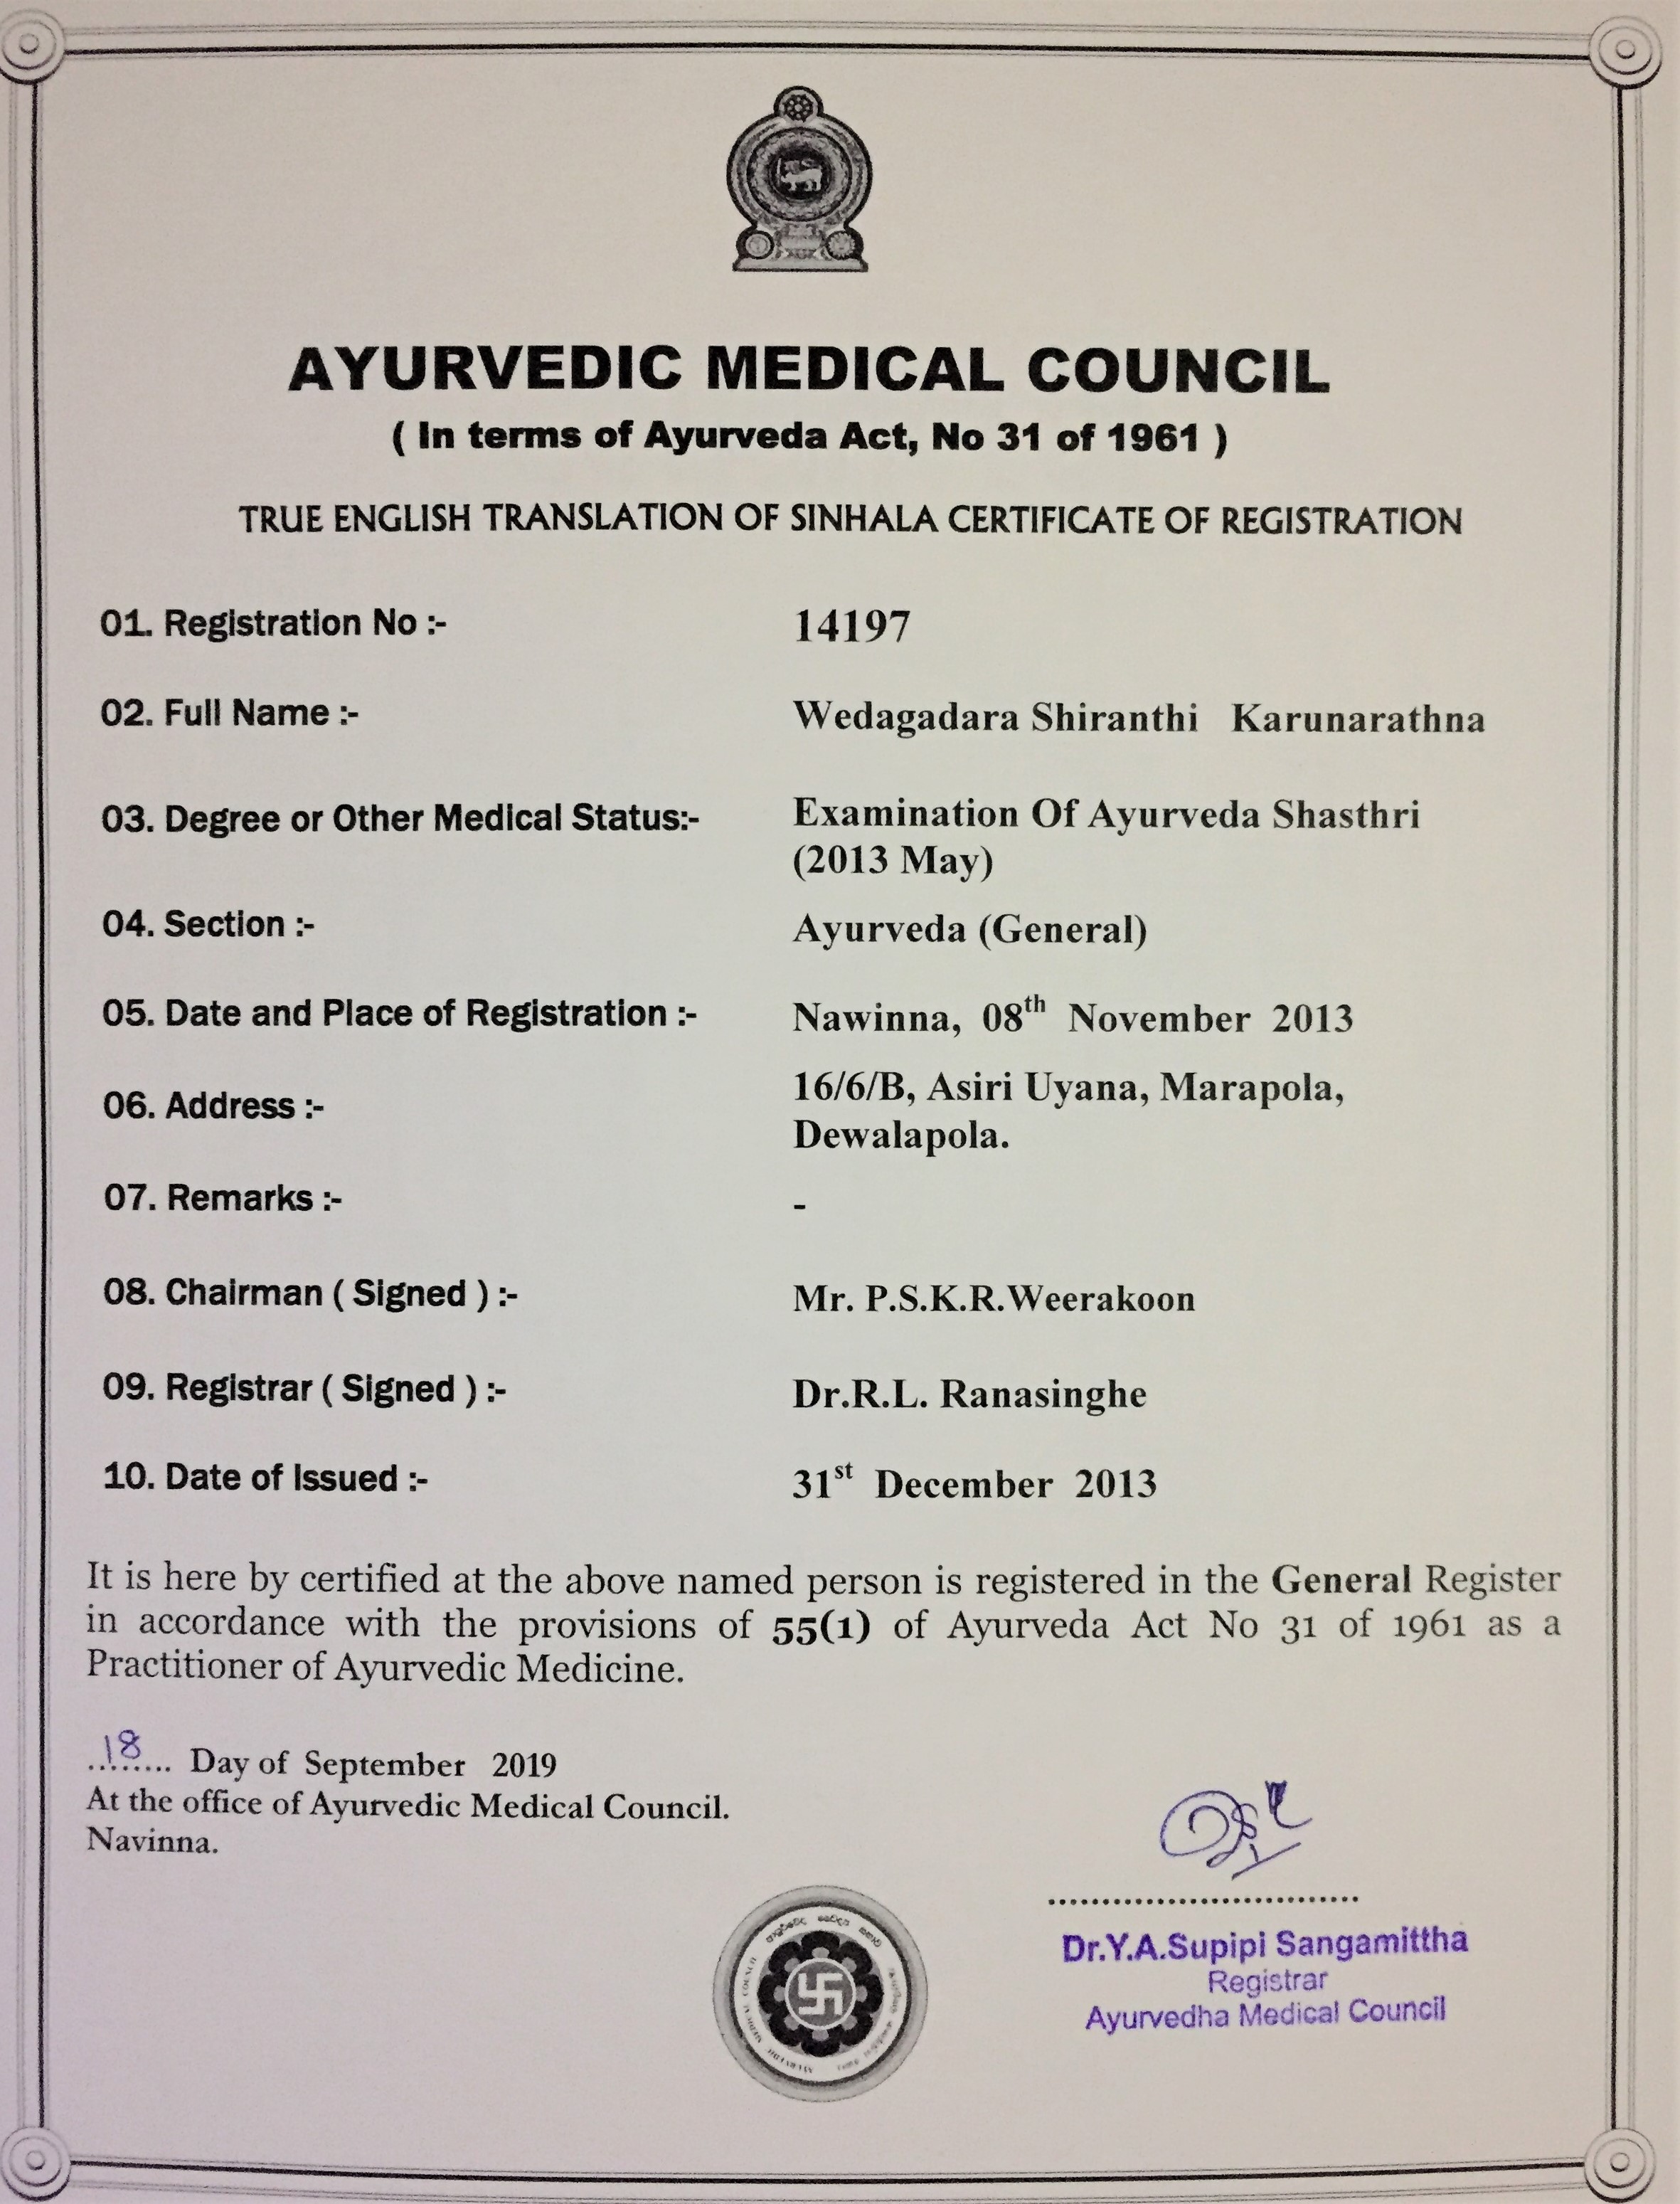 AYURVEDIC MEDICAL COUNCIL
( In terms of Ayurveda Act, No 31 of 1961 )
TRUE ENGLISH TRANSLATION OF SINHALA CERTIFICATE OF REGISTRATION
01. Registration No :- 14197
02. Full Name :- Wedagadara Shiranthi Karunarathna
03. Degree or Other Medical Status:- Examination Of Ayurveda Shasthri
(2013 May)
04. Section :- Ayurveda (General)
05. Date and Place of Registration :- Nawinna, 08th November 2013
06. Address :- 16/6/B, Asiri Uyana, Marapola,
Dewalapola.
07. Remarks :- -
08. Chairman ( Signed ) :- Mr. P.S.K.R.Weerakoon
09. Registrar ( Signed ) :- Dr.R.L. Ranasinghe
10. Date of Issued :- 31st December 2013
It is here by certified at the above named person is registered in the General Register
in accordance with the provisions of 55(1) of Ayurveda Act No 31 of 1961 as a
Practitioner of Ayurvedic Medicine.
18 Day of September 2019
At the office of Ayurvedic Medical Council.
Navinna.
Dr.Y.A.Supipi Sangamittha
Registrar
Ayurvedha Medical Council
MEDICAL COUNCIL